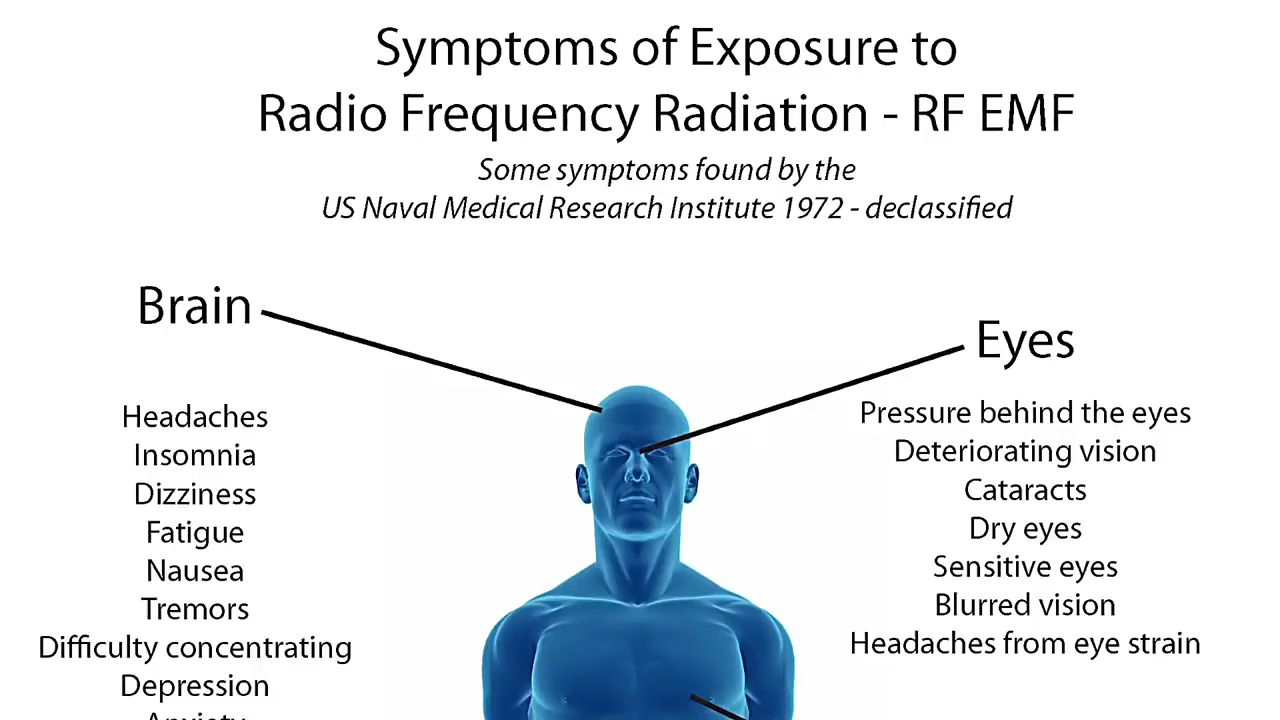 Symptoms of Exposure to
Radio Frequency Radiation - RF EMF
Some symptoms found by the
US Naval Medical Research Institute 1972 - declassified
Brain
Headaches
Insomnia
Dizziness
Fatigue
Nausea
Tremors
Difficulty concentrating
Depression
Anxiety
Eyes
Pressure behind the eyes
Deteriorating vision
Cataracts
Dry eyes
Sensitive eyes
Blurred vision
Headaches from eye strain